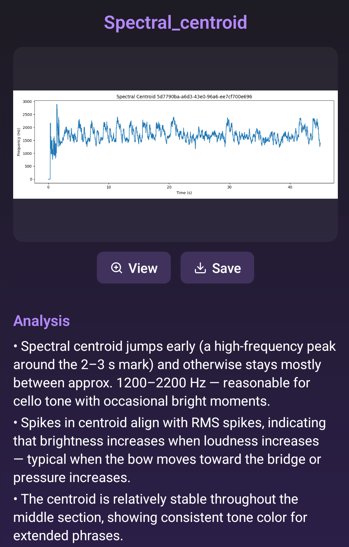 Spectral_centroid
Spectral Centroid 5d7790ba-a6d3-43e0-96a6-ee7cf700e696
Frequency (Hz)
3000
2500
2000
1500
1000
500
0
0
10
20
30
40
Time (s)
View
Save
Analysis
• Spectral centroid jumps early (a high-frequency peak
around the 2–3 s mark) and otherwise stays mostly
between approx. 1200–2200 Hz — reasonable for
cello tone with occasional bright moments.
• Spikes in centroid align with RMS spikes, indicating
that brightness increases when loudness increases
— typical when the bow moves toward the bridge or
pressure increases.
• The centroid is relatively stable throughout the
middle section, showing consistent tone color for
extended phrases.